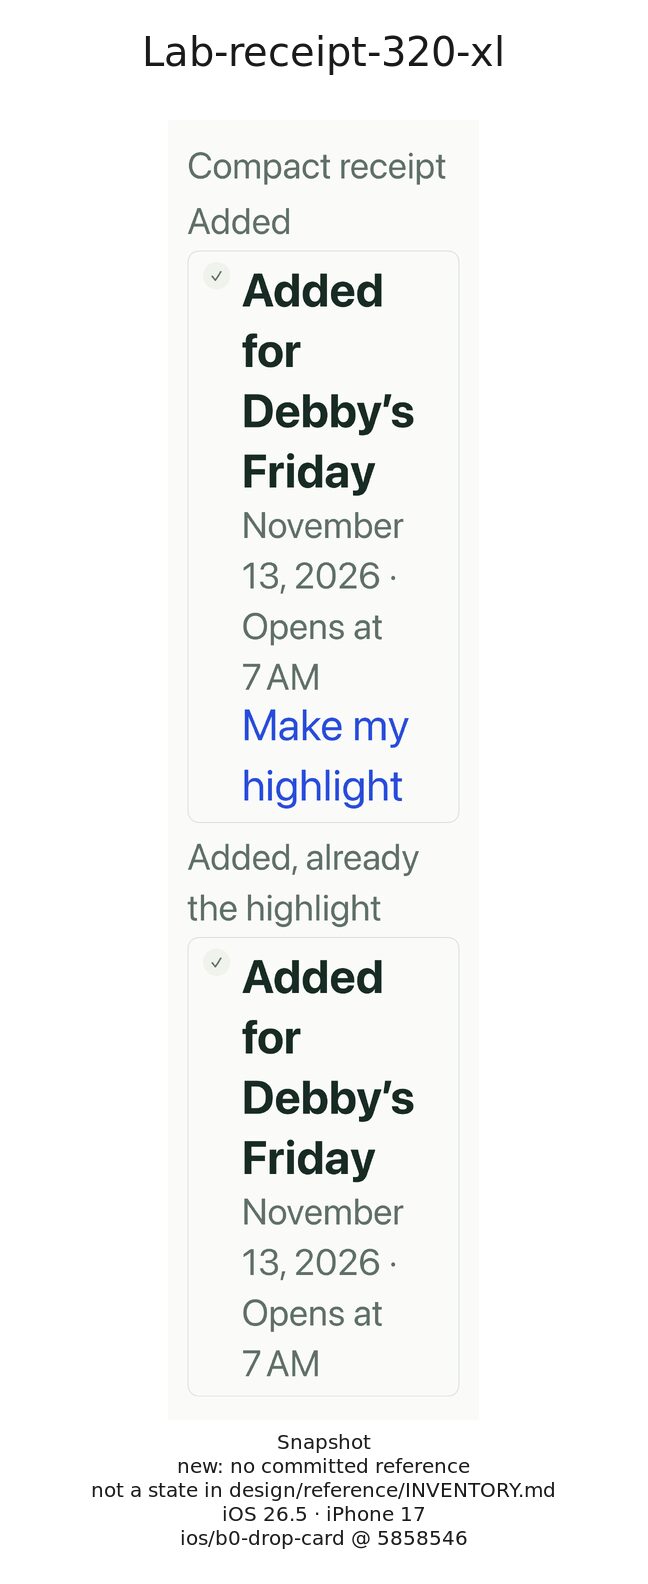 Lab-receipt-320-xl
Compact receipt
Added
Added
for
Debby’s
Friday
November
13, 2026 ·
Opens at
7 AM
Make my
highlight
Added, already
the highlight
Added
for
Debby’s
Friday
November
13, 2026 ·
Opens at
7 AM
Snapshot
new: no committed reference
not a state in design/reference/INVENTORY.md
iOS 26.5 · iPhone 17
ios/b0-drop-card @ 5858546